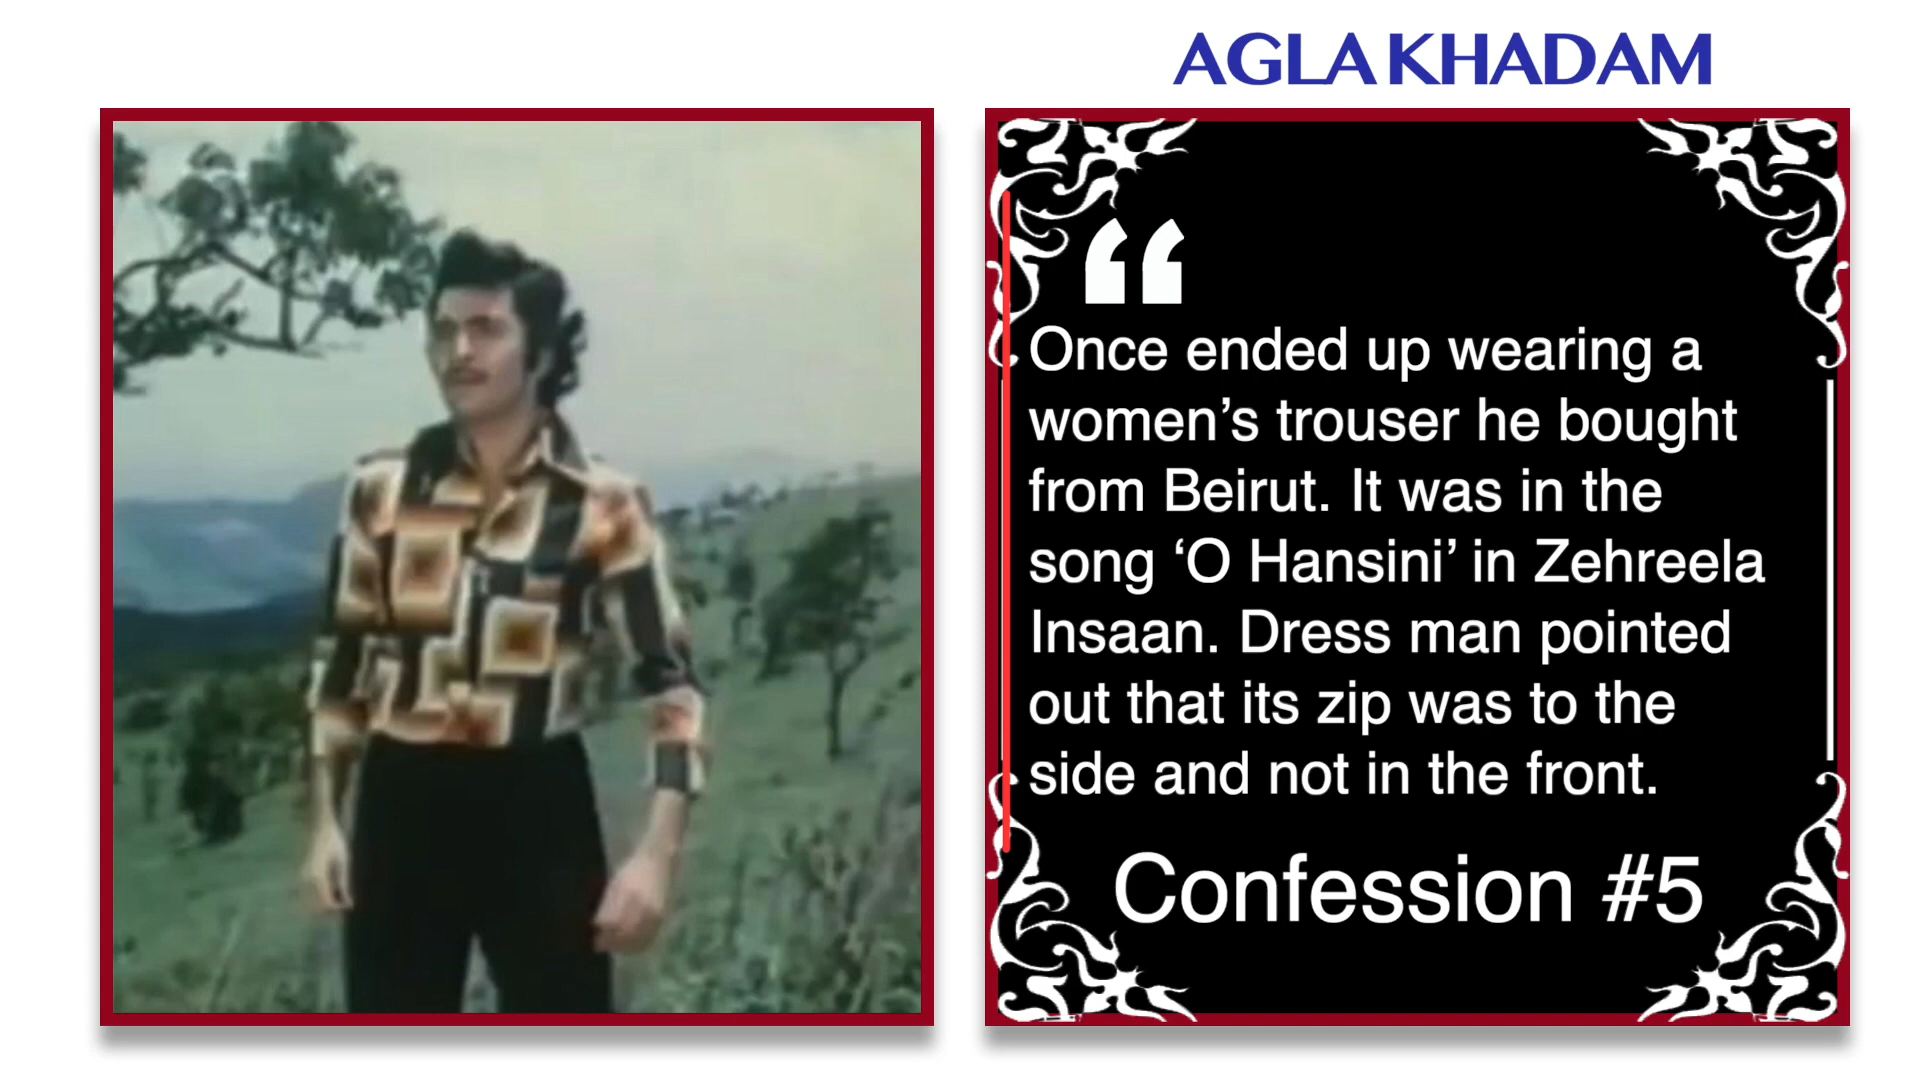 AGLA KHADAM
“
Once ended up wearing a
women’s trouser he bought
from Beirut. It was in the
song ‘O Hansini’ in Zehreela
Insaan. Dress man pointed
out that its zip was to the
side and not in the front.
Confession #5